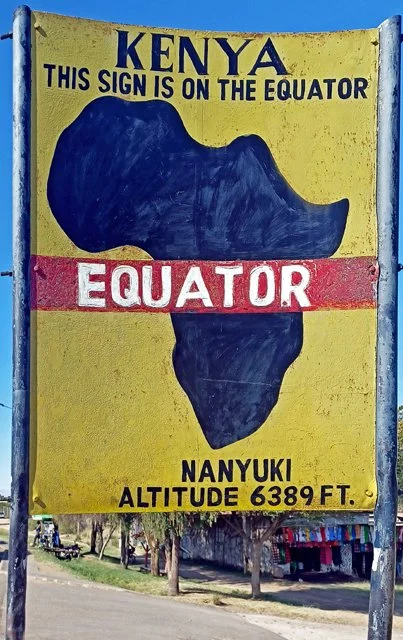 KENYA
THIS SIGN IS ON THE EQUATOR
EQUATOR
NANYUKI
ALTITUDE 6389 FT.